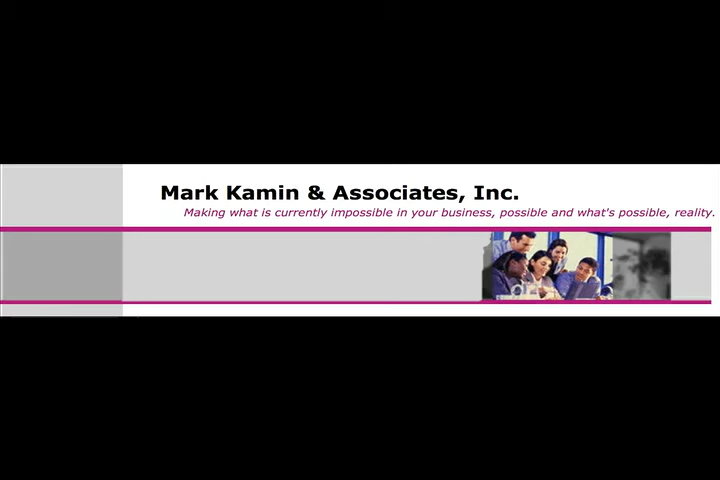 Mark Kamin & Associates, Inc.
Making what is currently impossible in your business, possible and what's possible, reality.